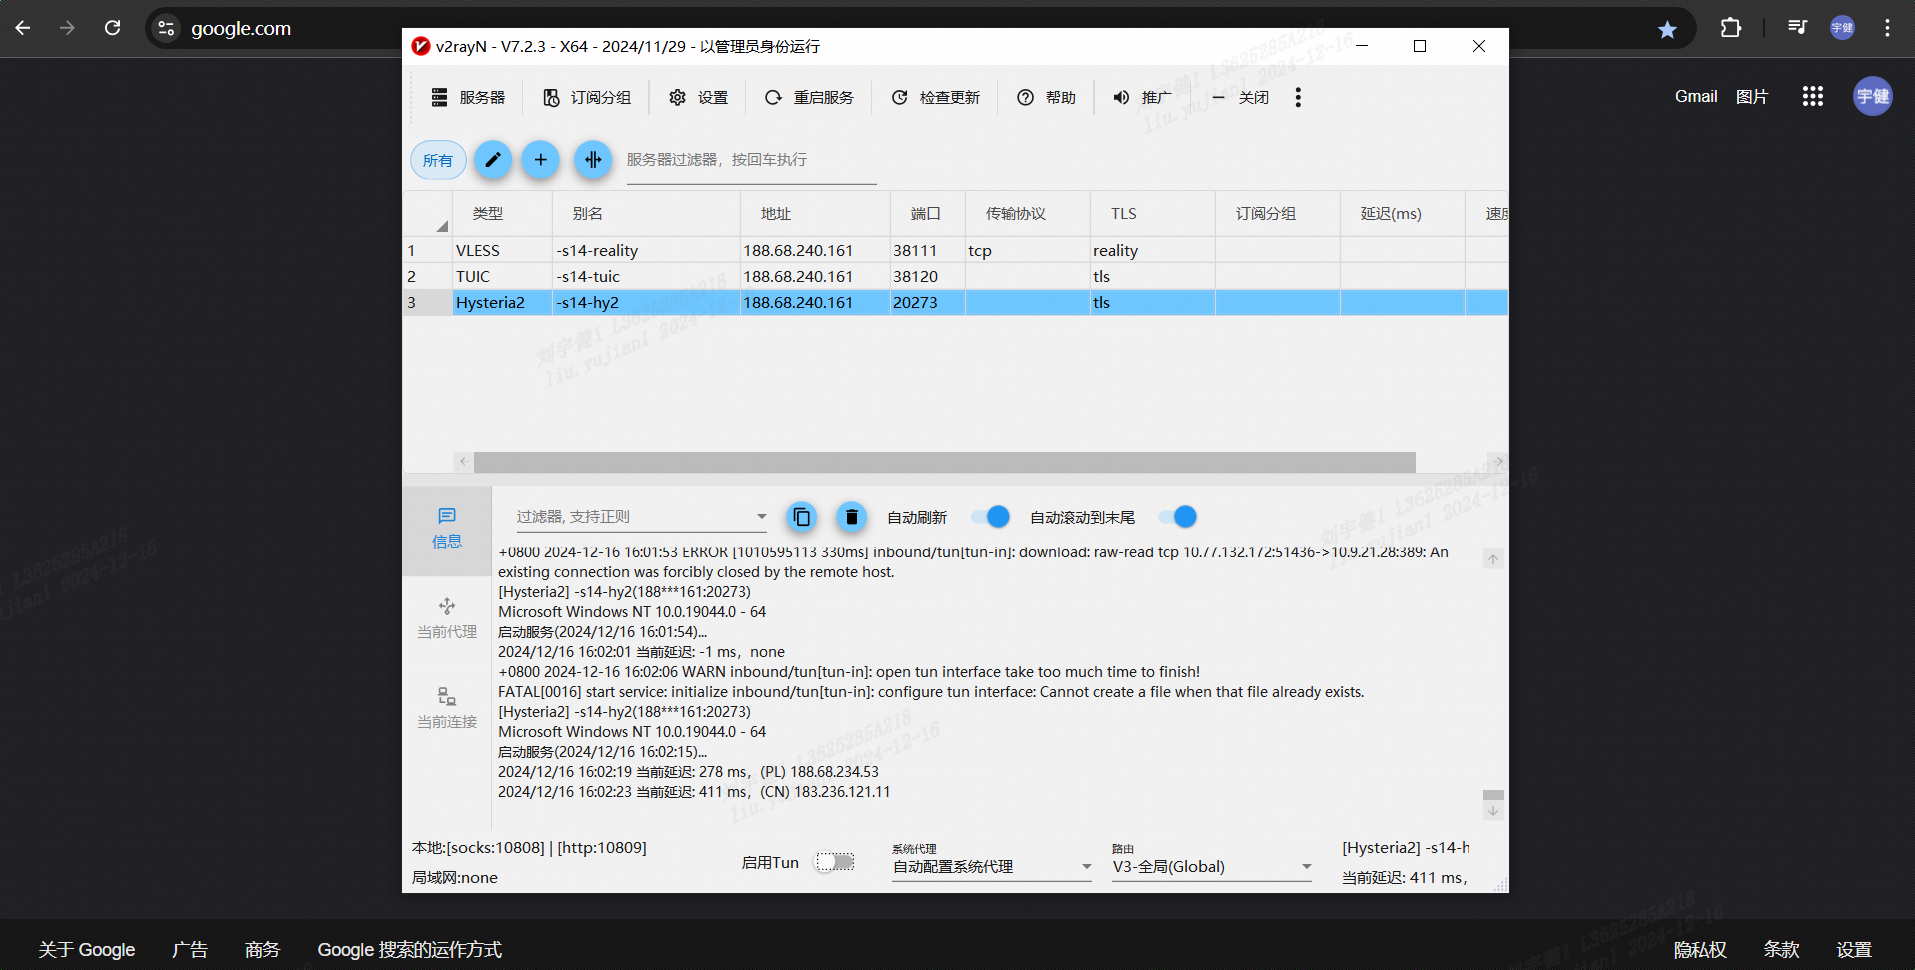 google.com
宇健
v2rayN - V7.2.3 - X64 - 2024/11/29 - 以管理员身份运行
服务器 订阅分组 设置 重启服务 检查更新 帮助 推广 关闭
Gmail 图片 宇健
所有 服务器过滤器，按回车执行
类型 别名 地址 端口 传输协议 TLS 订阅分组 延迟(ms) 速度
1 VLESS -s14-reality 188.68.240.161 38111 tcp reality
2 TUIC -s14-tuic 188.68.240.161 38120 tls
3 Hysteria2 -s14-hy2 188.68.240.161 20273 tls
过滤器, 支持正则 自动刷新 自动滚动到末尾
信息
当前代理
当前连接
+0800 2024-12-16 16:01:53 ERROR [1010595113 330ms] inbound/tun[tun-in]: download: raw-read tcp 10.77.132.172:51436->10.9.21.28:389: An
existing connection was forcibly closed by the remote host.
[Hysteria2] -s14-hy2(188***161:20273)
Microsoft Windows NT 10.0.19044.0 - 64
启动服务(2024/12/16 16:01:54)...
2024/12/16 16:02:01 当前延迟: -1 ms，none
+0800 2024-12-16 16:02:06 WARN inbound/tun[tun-in]: open tun interface take too much time to finish!
FATAL[0016] start service: initialize inbound/tun[tun-in]: configure tun interface: Cannot create a file when that file already exists.
[Hysteria2] -s14-hy2(188***161:20273)
Microsoft Windows NT 10.0.19044.0 - 64
启动服务(2024/12/16 16:02:15)...
2024/12/16 16:02:19 当前延迟: 278 ms，(PL) 188.68.234.53
2024/12/16 16:02:23 当前延迟: 411 ms，(CN) 183.236.121.11
本地:[socks:10808] | [http:10809]
局域网:none
启用Tun
系统代理
自动配置系统代理
路由
V3-全局(Global)
[Hysteria2] -s14-h
当前延迟: 411 ms，
关于 Google 广告 商务 Google 搜索的运作方式 隐私权 条款 设置
刘宇健1 L3625285A218
liu.yujian1 2024-12-16